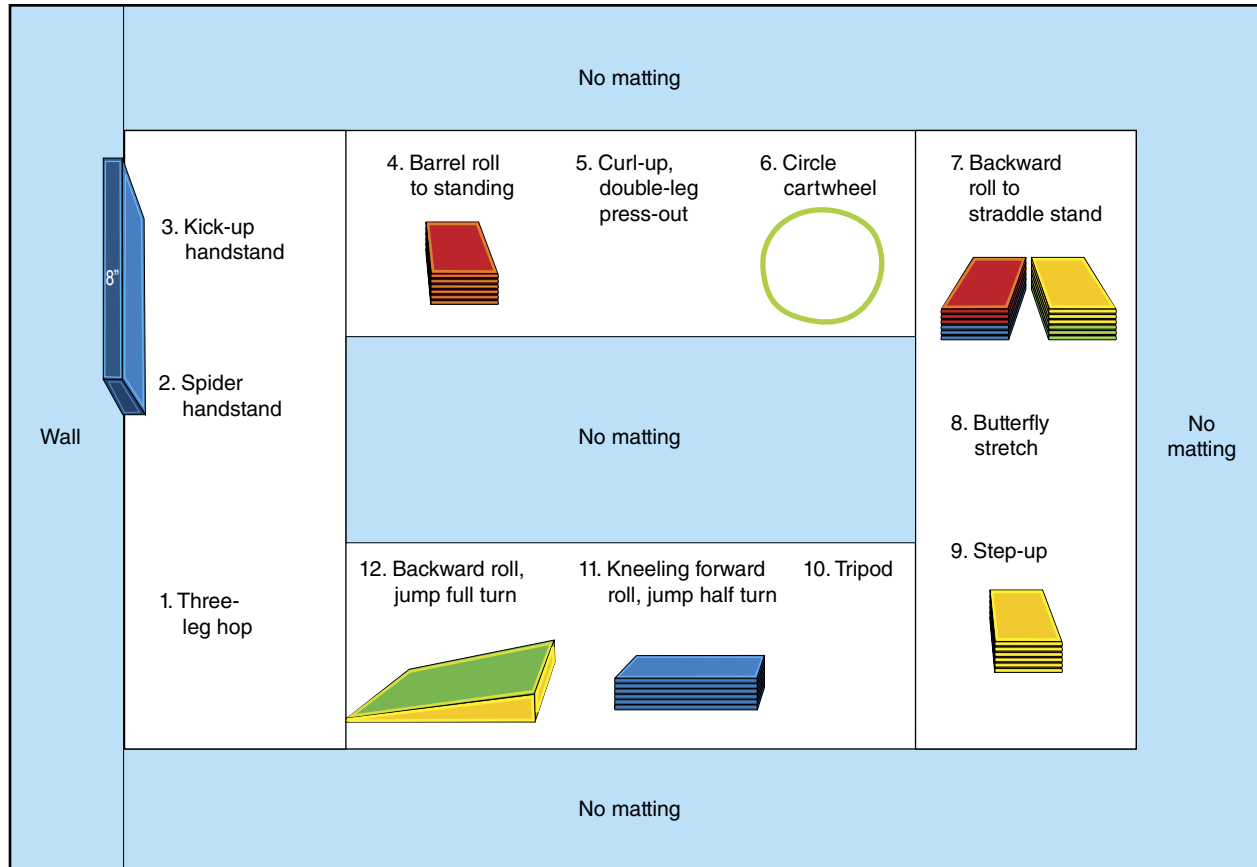 No matting
3. Kick-up
handstand
8”
2. Spider
handstand
Wall
1. Three-
leg hop
4. Barrel roll
to standing
5. Curl-up,
double-leg
press-out
6. Circle
cartwheel
7. Backward
roll to
straddle stand
No matting
8. Butterfly
stretch
No
matting
9. Step-up
12. Backward roll,
jump full turn
11. Kneeling forward
roll, jump half turn
10. Tripod
No matting